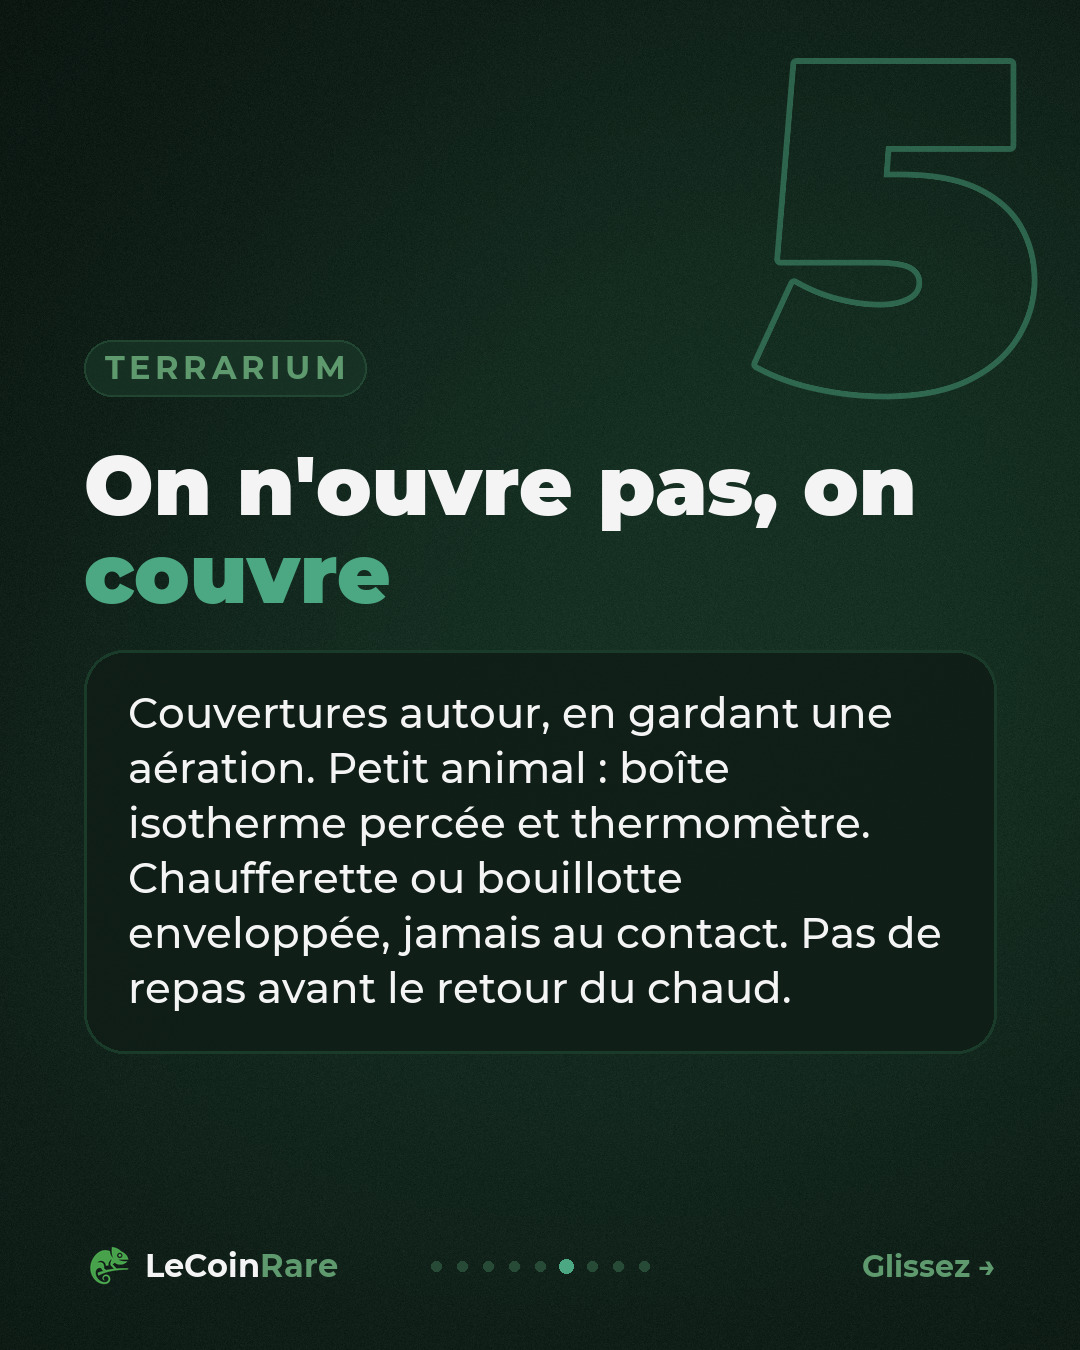 5
TERRARIUM
On n'ouvre pas, on
couvre
Couvertures autour, en gardant une
aération. Petit animal : boîte
isotherme percée et thermomètre.
Chaufferette ou bouillotte
enveloppée, jamais au contact. Pas de
repas avant le retour du chaud.
LeCoinRare
Glissez →